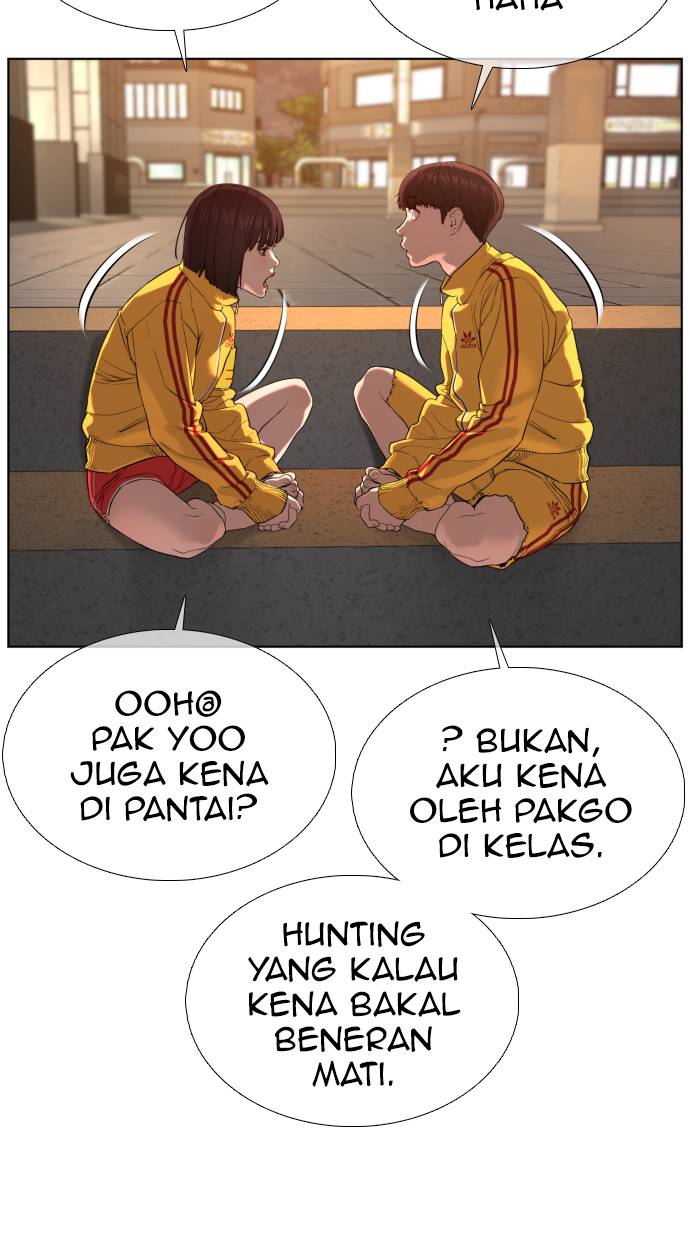 HAHA
OOH@
PAK YOO
JUGA KENA
DI PANTAI?
? BUKAN,
AKU KENA
OLEH PAKGO
DI KELAS.
HUNTING
YANG KALAU
KENA BAKAL
BENERAN
MATI.